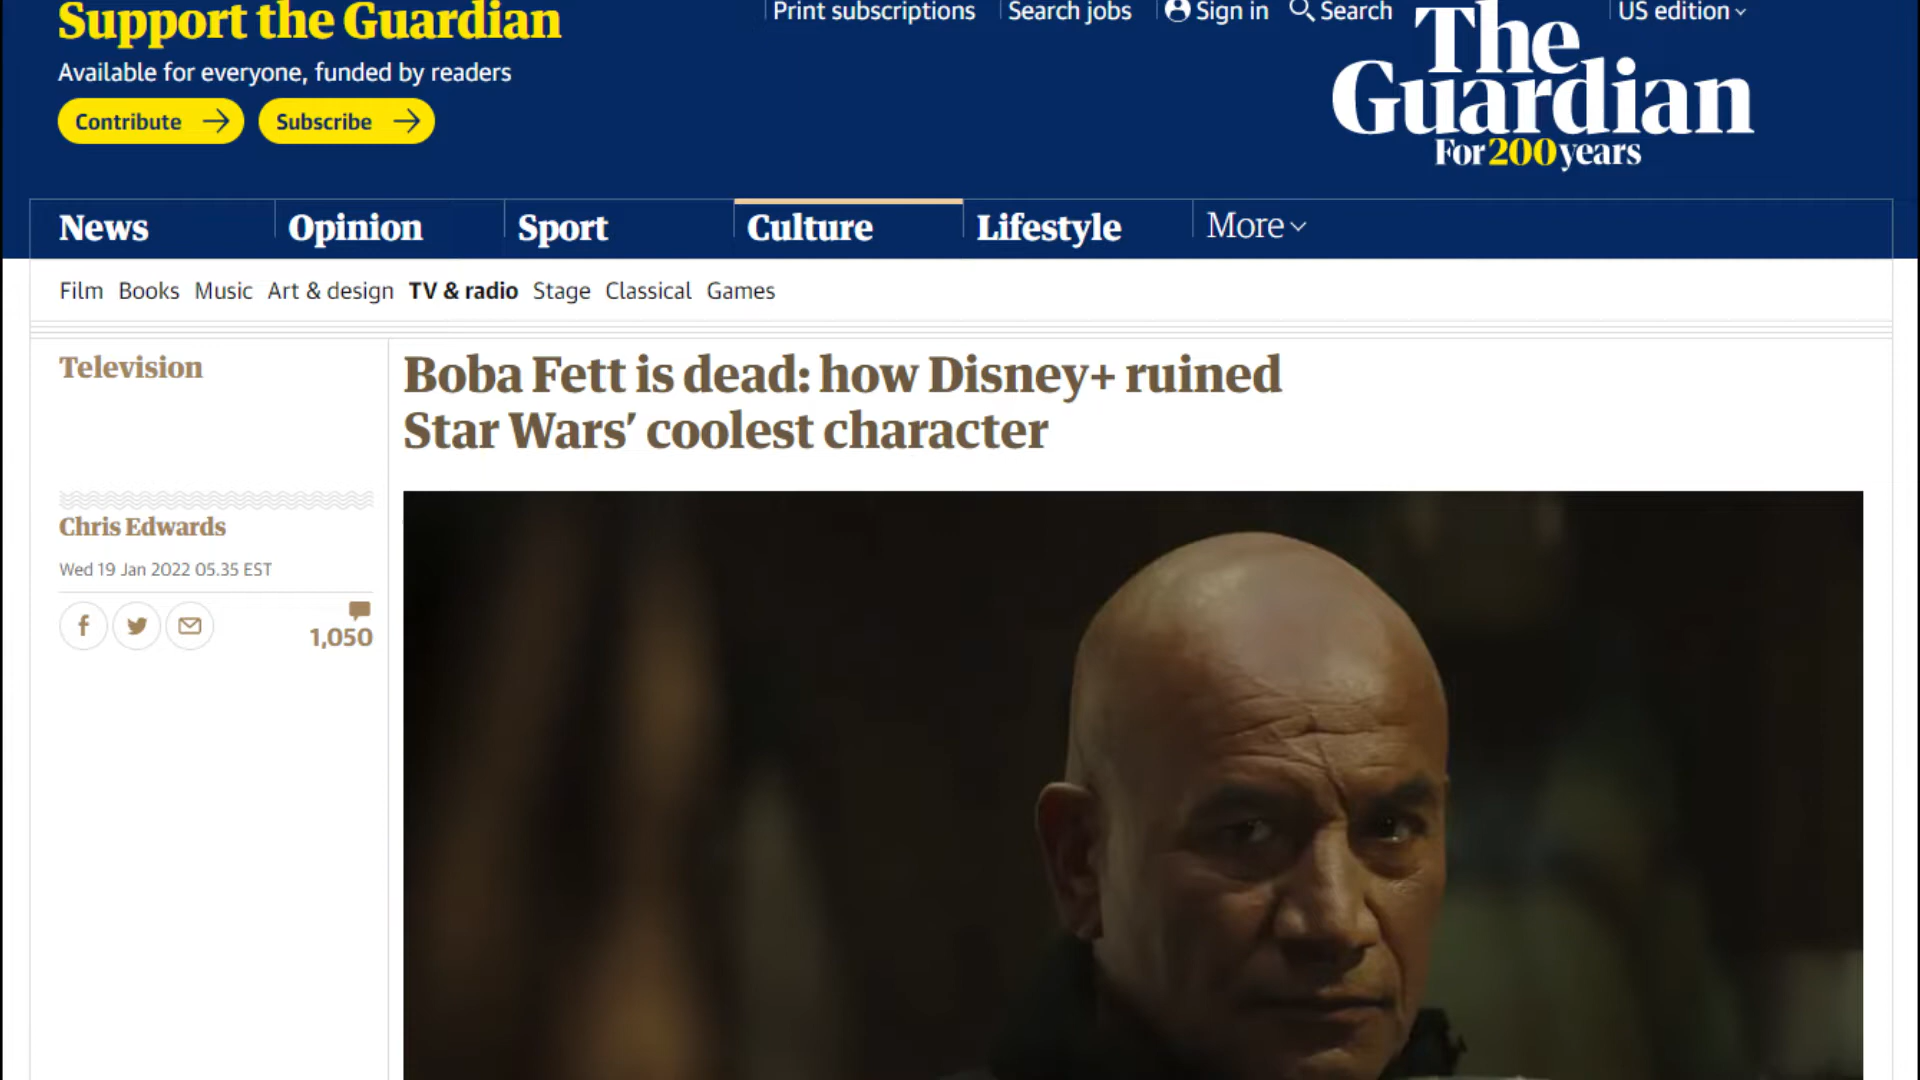 Support the Guardian
Available for everyone, funded by readers
Contribute
Subscribe
Print subscriptions
Search jobs
Sign in
Search
US edition
The
Guardian
For 200 years
News
Opinion
Sport
Culture
Lifestyle
More
Film Books Music Art & design TV & radio Stage Classical Games
Television
Boba Fett is dead: how Disney+ ruined
Star Wars’ coolest character
Chris Edwards
Wed 19 Jan 2022 05.35 EST
1,050